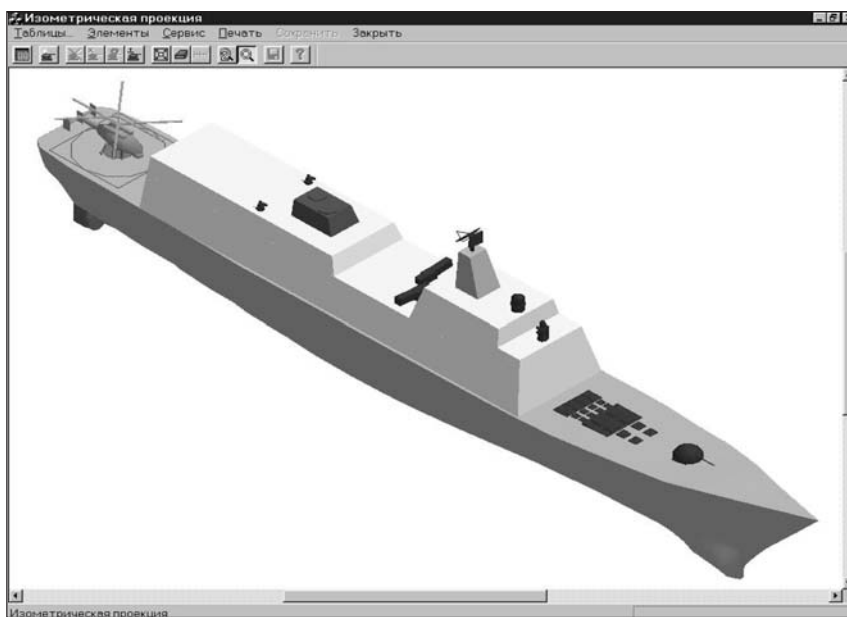 Изометрическая проекция
Таблицы... Элементы Сервис Печать Сохранить Закрыть
Изометрическая проекция